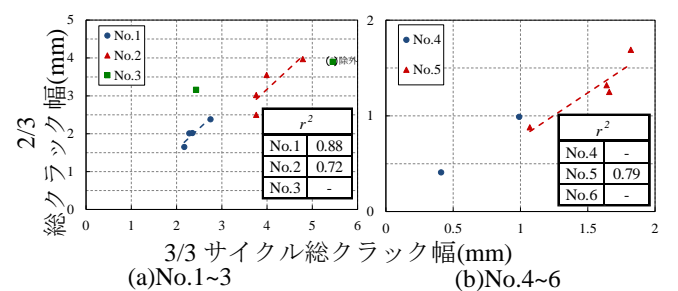 2/3
総クラック幅(mm)
5
4
3
2
1
0
No.1
No.2
No.3
( )除外
r²
No.1 0.88
No.2 0.72
No.3 -
0 1 2 3 4 5 6
2
1
0
No.4
No.5
r²
No.4 -
No.5 0.79
No.6 -
0 0.5 1 1.5 2
3/3 サイクル総クラック幅(mm)
(a)No.1~3
(b)No.4~6